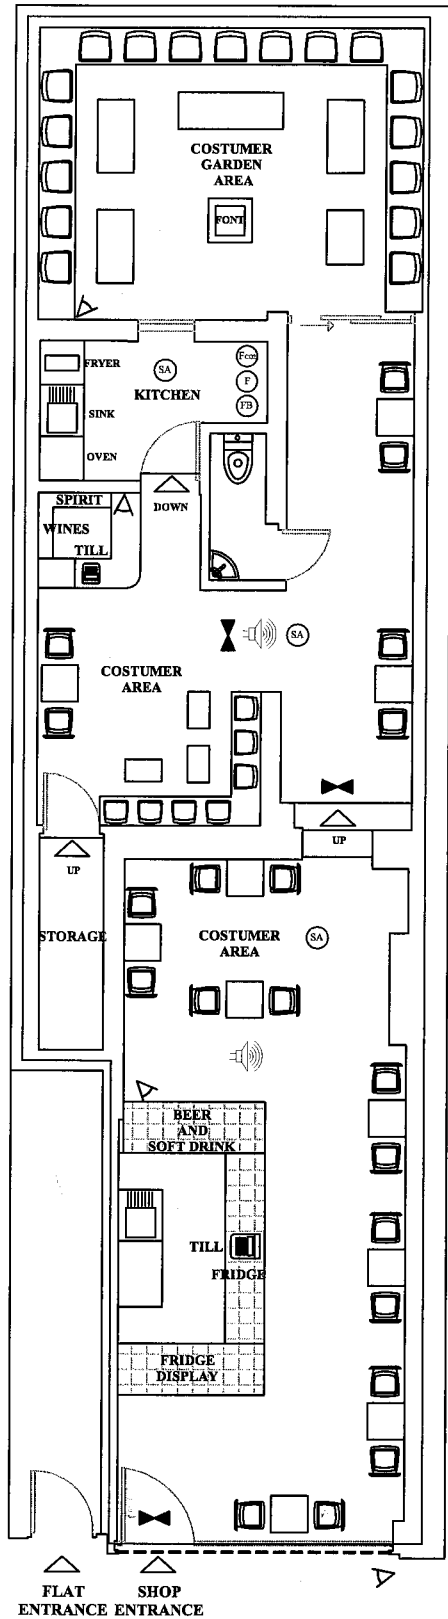 COSTUMER
GARDEN
AREA
FONT
FRYER
SA
Fcos
F
FB
KITCHEN
SINK
OVEN
DOWN
SPIRIT
WINES
TILL
SA
COSTUMER
AREA
UP
UP
STORAGE
COSTUMER
AREA
SA
BEER
AND
SOFT DRINK
TILL
FRIDGE
FRIDGE
DISPLAY
FLAT
ENTRANCE
SHOP
ENTRANCE